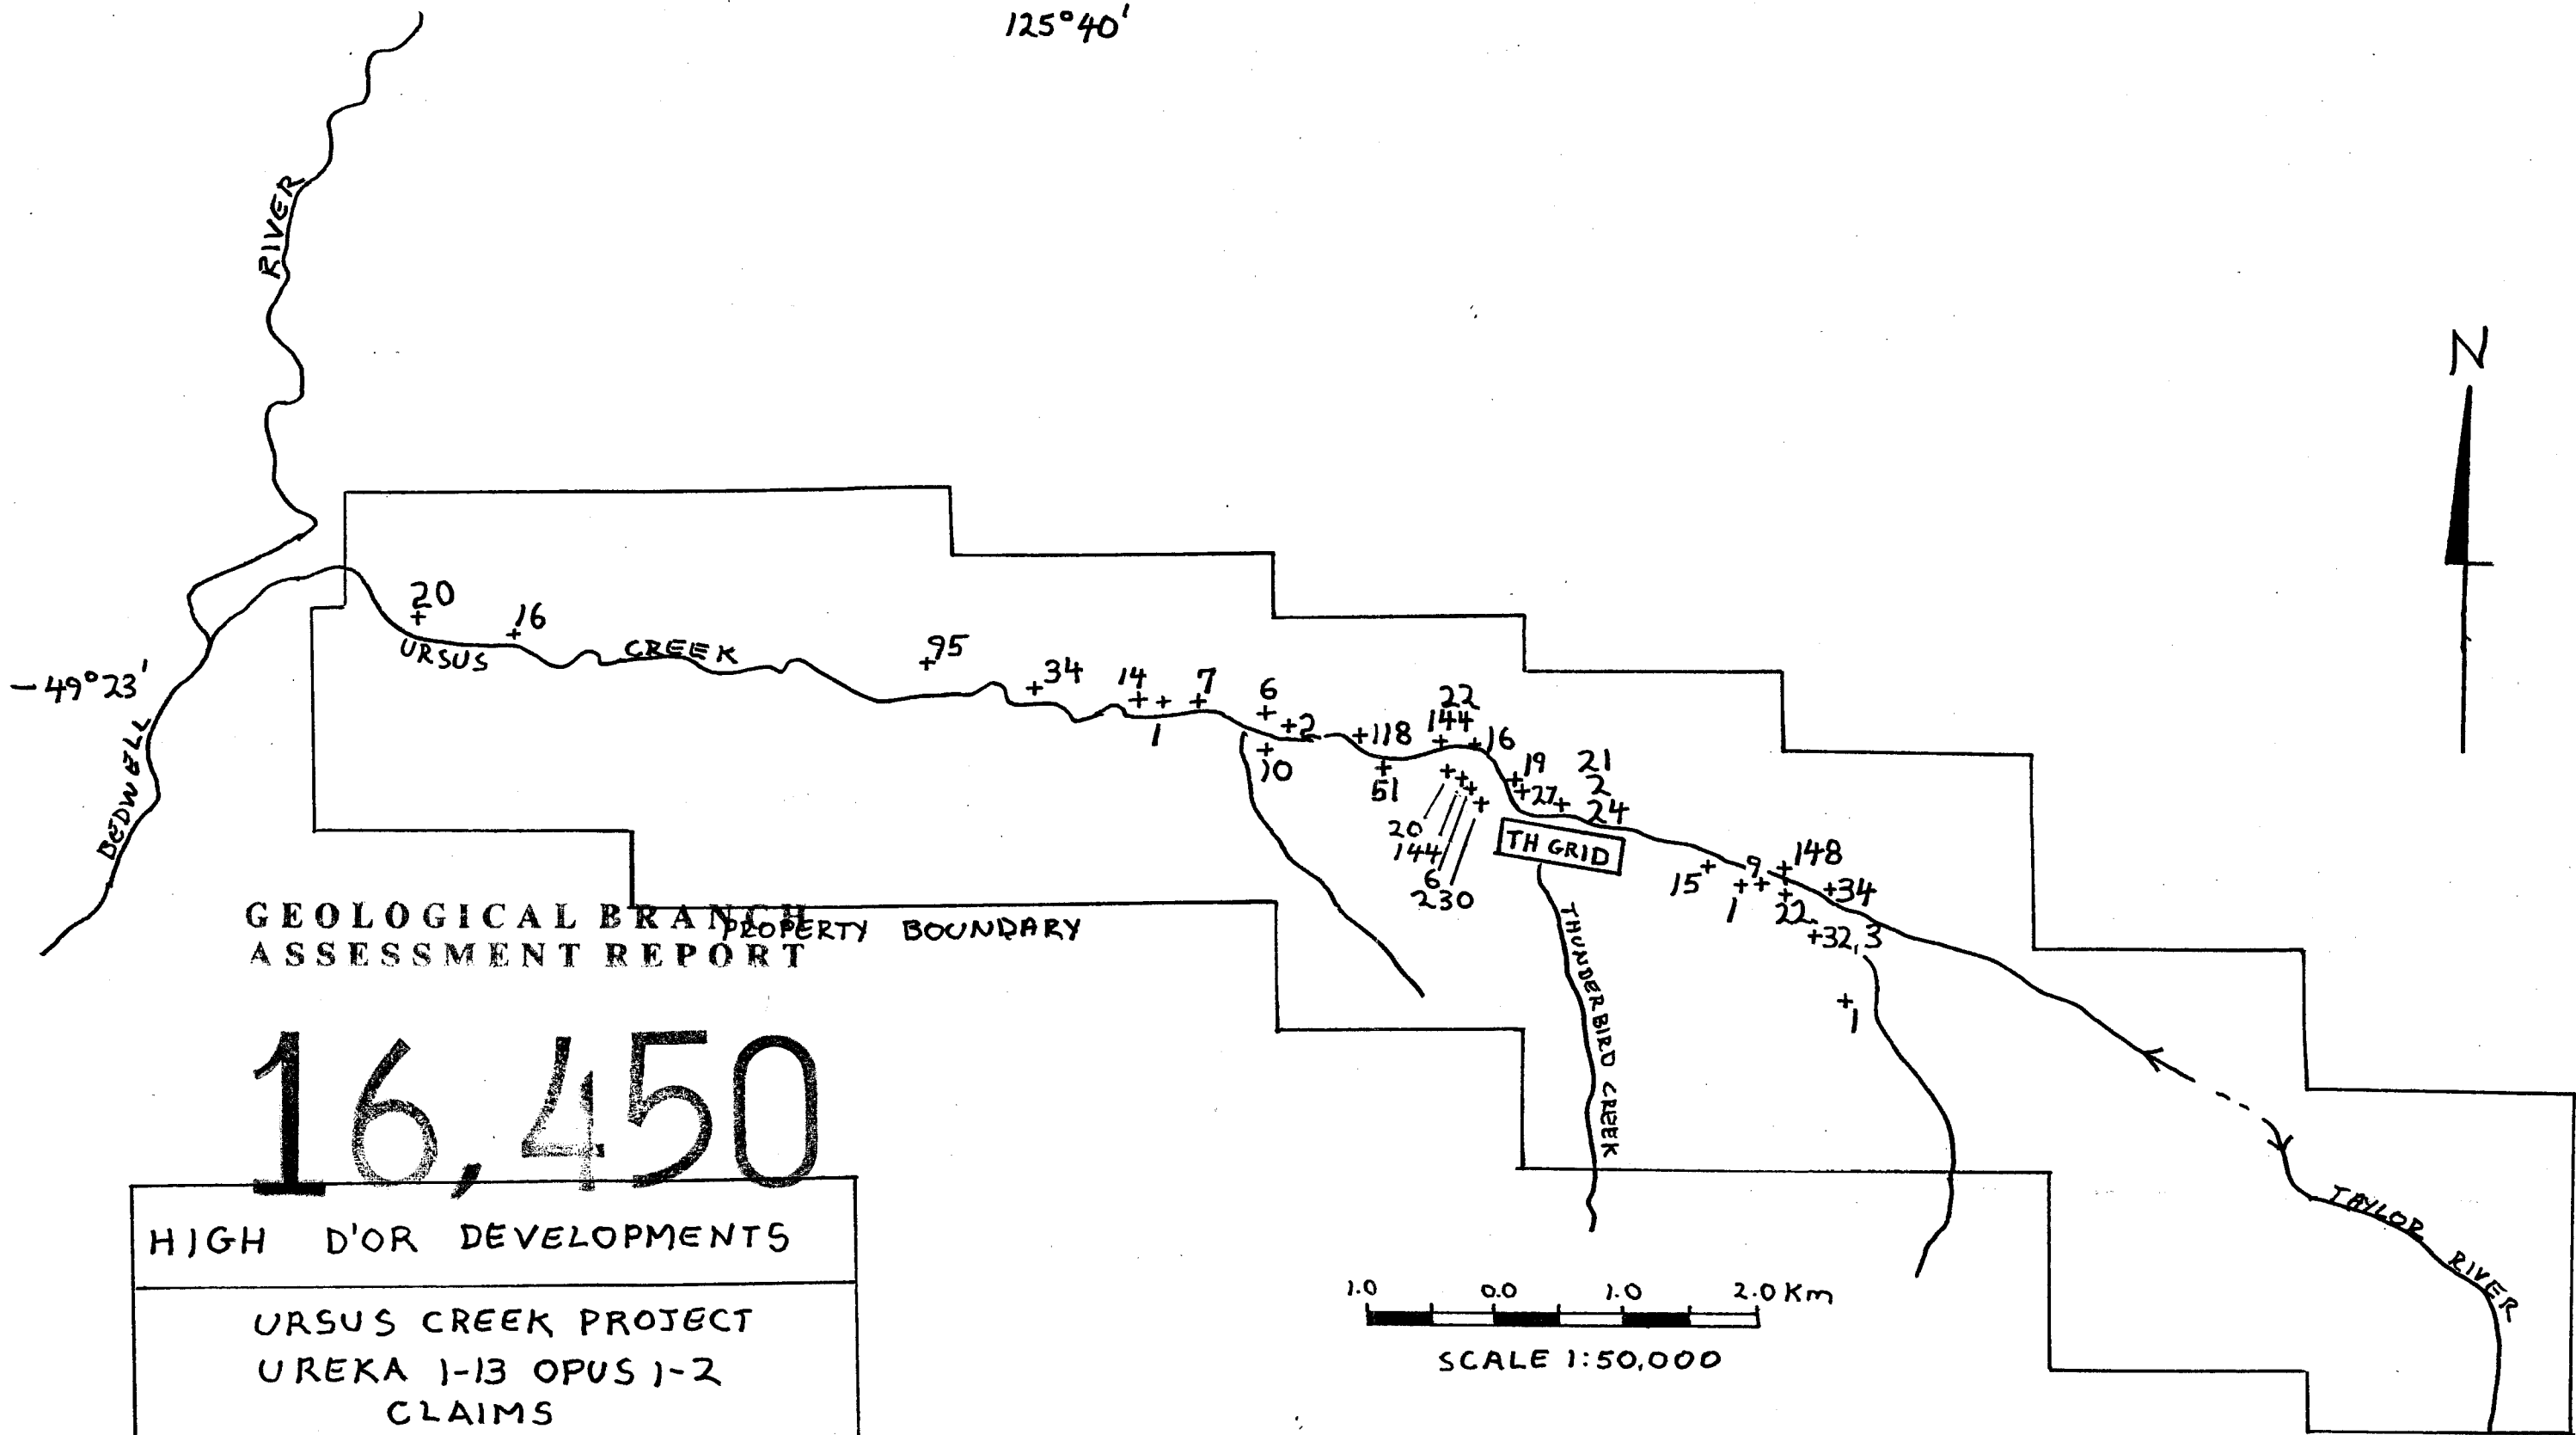 125°40'
RIVER
N
20
16
URSUS
CREEK
95
34
14
1
7
6
2
10
-49°23'
118
51
22
144
16
19
27
21
2
24
20
144
6
230
TH GRID
BEDWELL
15
9
1
148
22
34
32,3
1
THUNDERBIRD CREEK
GEOLOGICAL BRANCH
ASSESSMENT REPORT
PROPERTY BOUNDARY
16,450
HIGH D'OR DEVELOPMENTS
URSUS CREEK PROJECT
UREKA 1-13 OPUS 1-2
CLAIMS
1.0 0.0 1.0 2.0 Km
SCALE 1:50,000
TAYLOR
RIVER